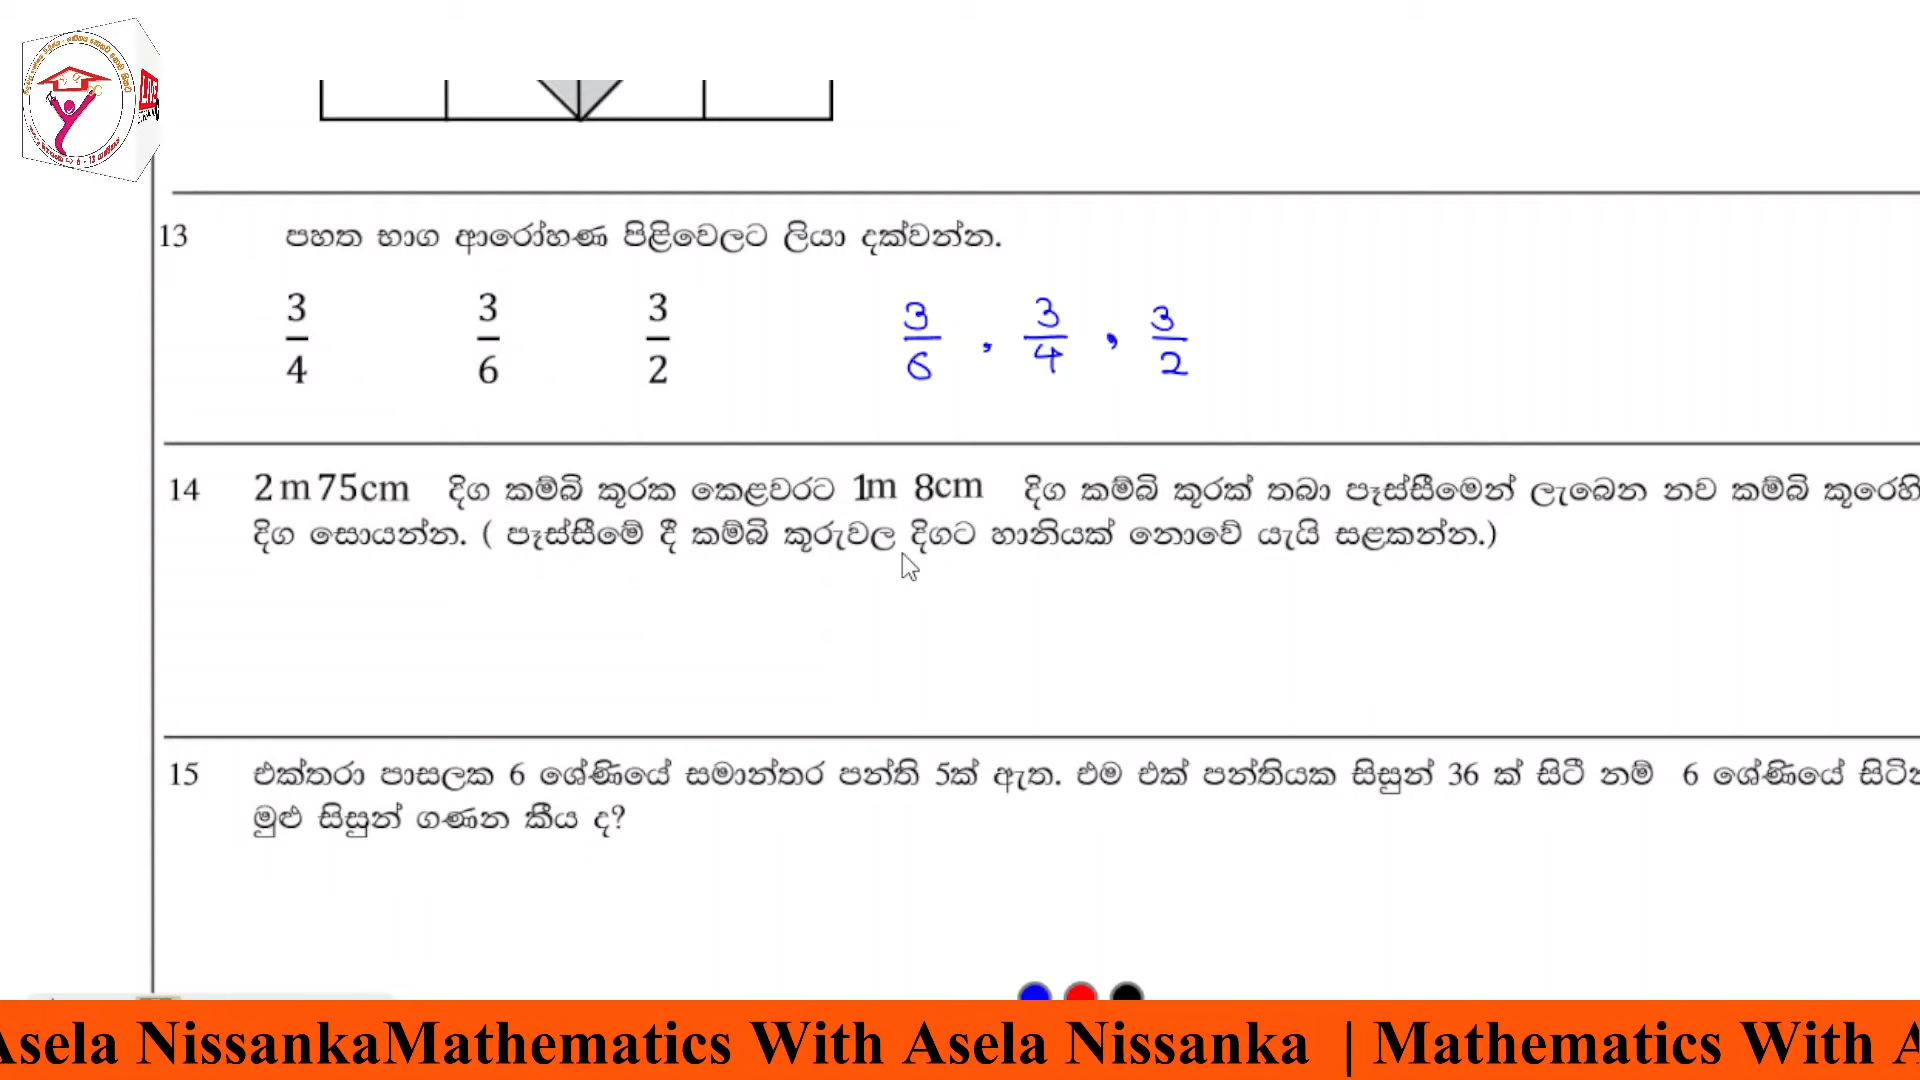 13 පහත භාග ආරෝහණ පිළිවෙලට ලියා දක්වන්න.
3/4 3/6 3/2 3/6 , 3/4 , 3/2
14 2 m 75cm දිග කම්බි කූරක කෙළවරට 1m 8cm දිග කම්බි කූරක් තබා පෑස්සීමෙන් ලැබෙන නව කම්බි කූරෙහි
දිග සොයන්න. ( පෑස්සීමේ දී කම්බි කූරුවල දිගට හානියක් නොවේ යැයි සළකන්න.)
15 එක්තරා පාසලක 6 ශ්‍රේණියේ සමාන්තර පන්ති 5ක් ඇත. එම එක් පන්තියක සිසුන් 36 ක් සිටී නම් 6 ශ්‍රේණියේ
මුළු සිසුන් ගණන කීය ද?
Asela NissankaMathematics With Asela Nissanka | Mathematics With A